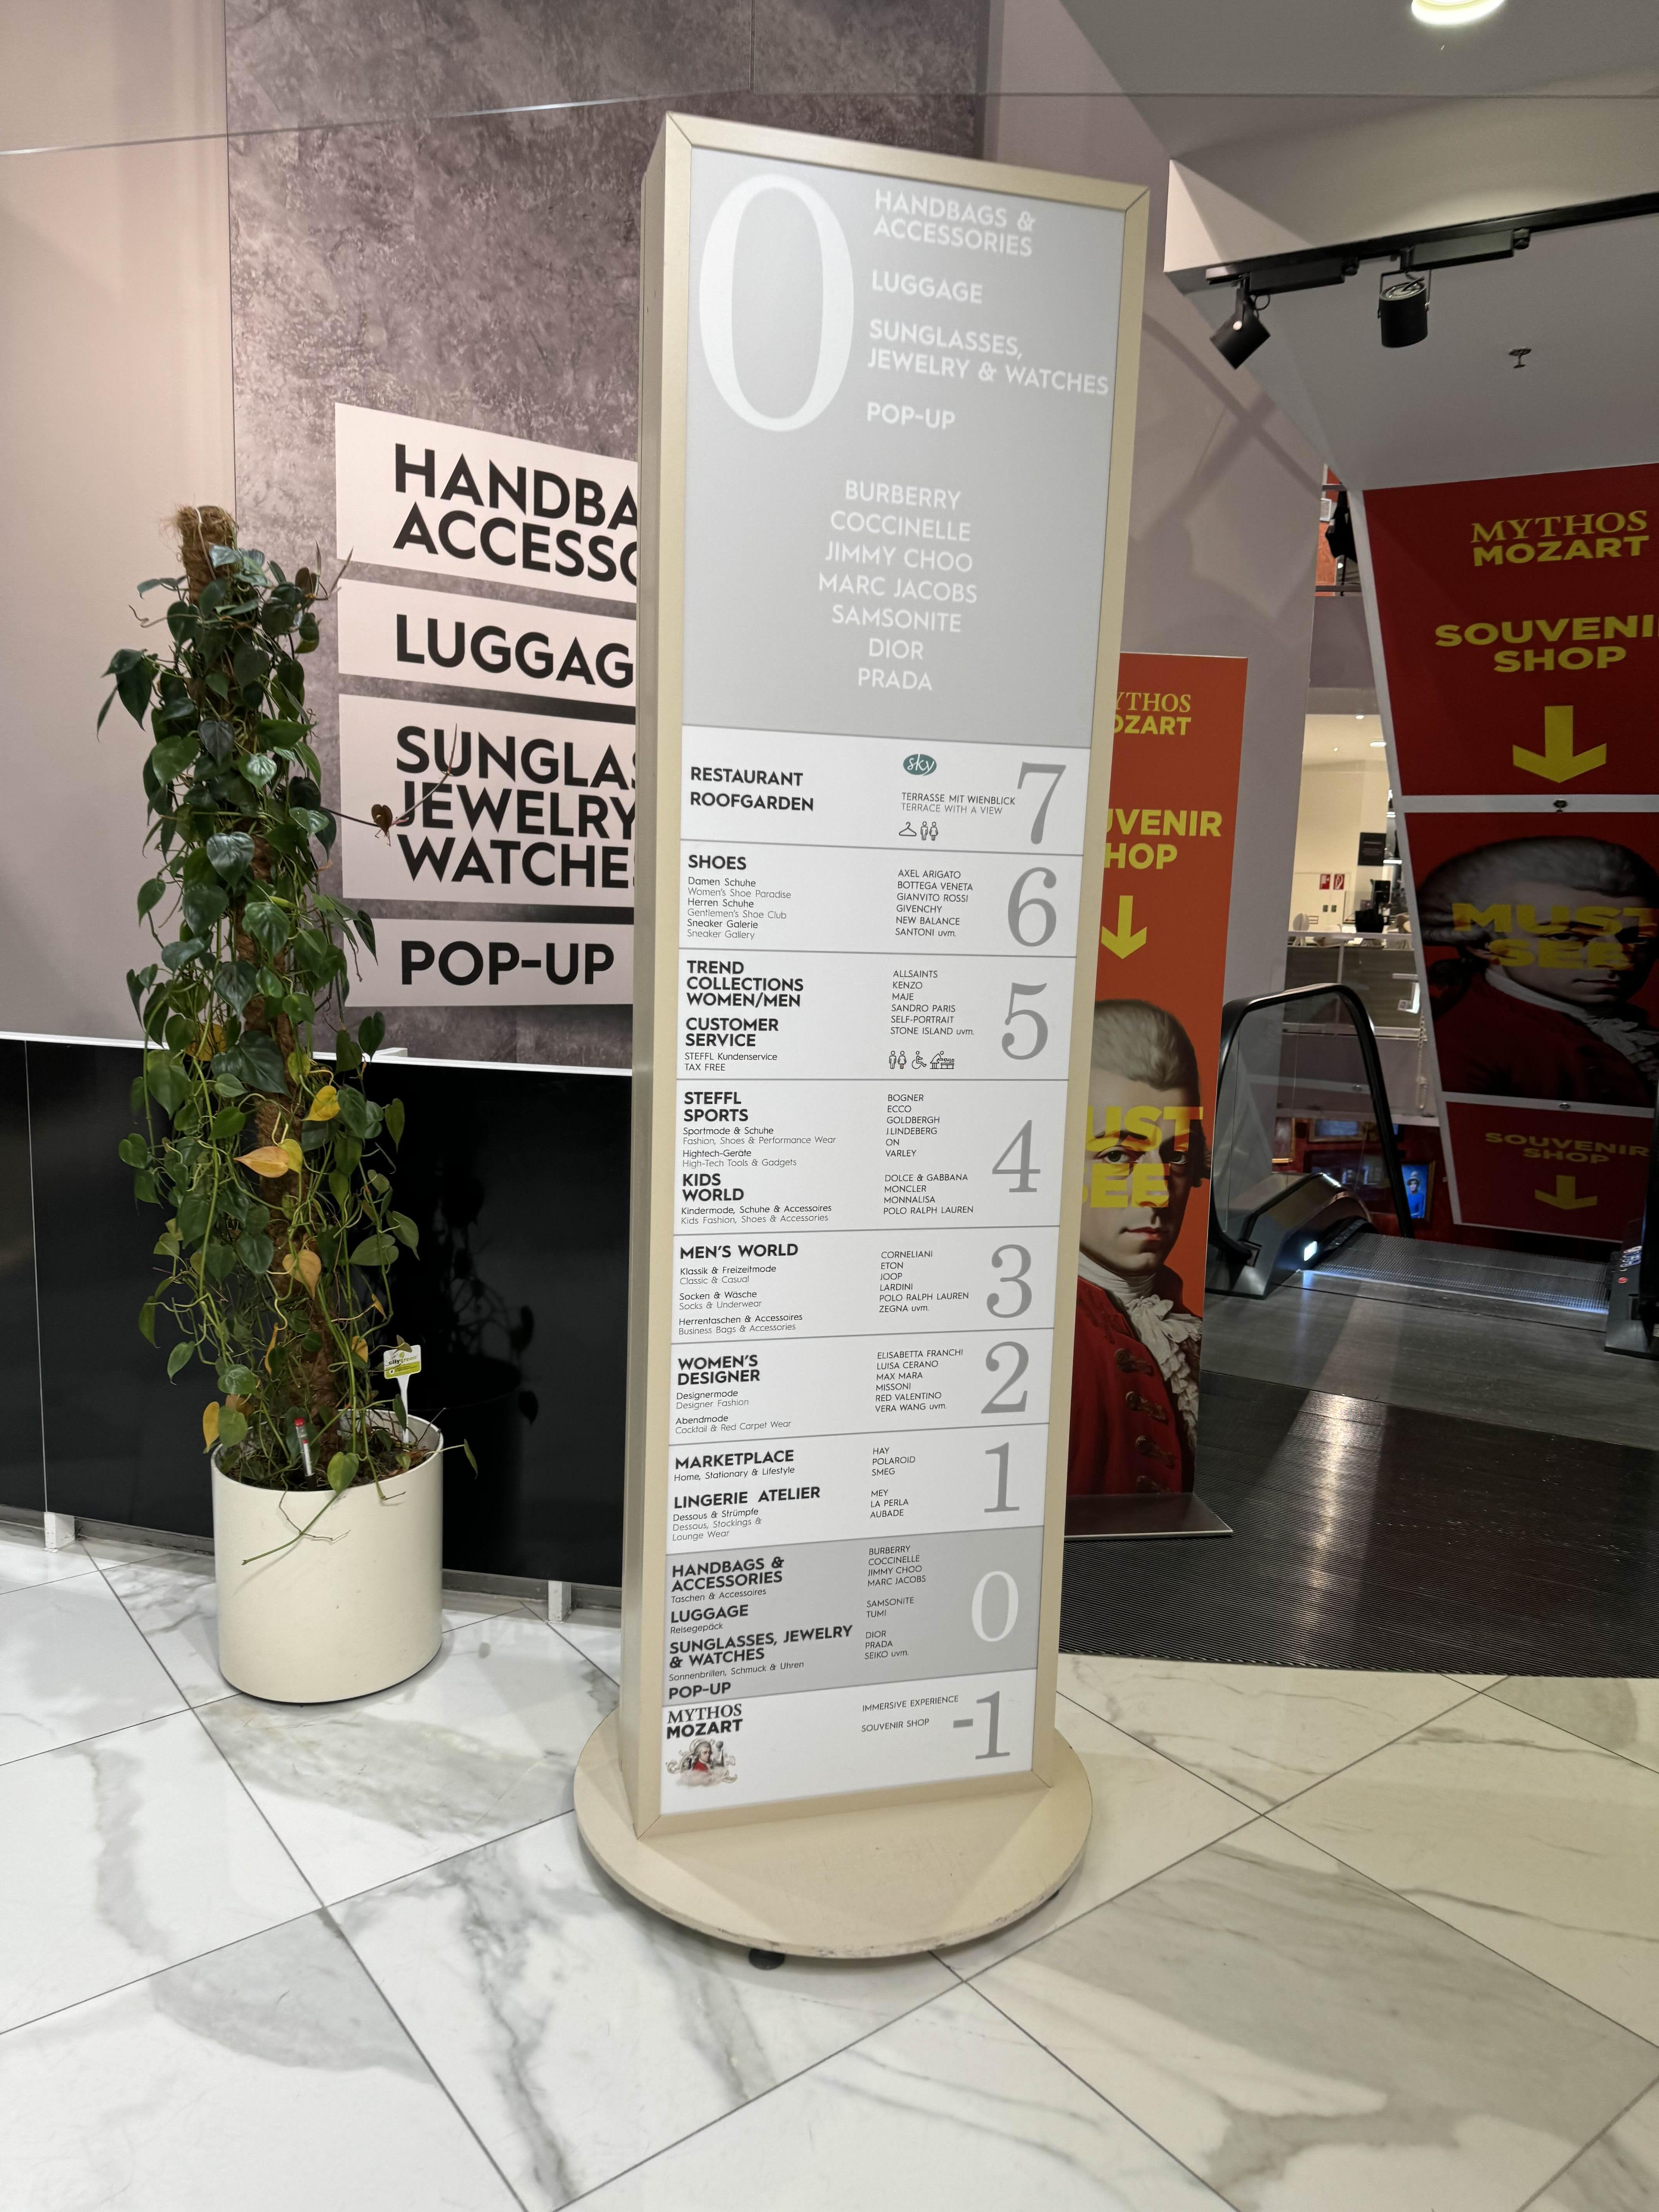 HANDBA
ACCESSO
LUGGAG
SUNGLA
JEWELRY
WATCHE
POP-UP
0
HANDBAGS &
ACCESSORIES
LUGGAGE
SUNGLASSES,
JEWELRY & WATCHES
POP-UP
BURBERRY
COCCINELLE
JIMMY CHOO
MARC JACOBS
SAMSONITE
DIOR
PRADA
RESTAURANT
ROOFGARDEN
sky
TERRASSE MIT WIENBLICK
TERRACE WITH A VIEW
7
SHOES
Damen Schuhe
Women's Shoe Paradise
Herren Schuhe
Gentlemen's Shoe Club
Sneaker Galerie
Sneaker Gallery
AXEL ARIGATO
BOTTEGA VENETA
GIANVITO ROSSI
GIVENCHY
NEW BALANCE
SANTONI uvm.
6
TREND
COLLECTIONS
WOMEN/MEN
CUSTOMER
SERVICE
STEFFL Kundenservice
TAX FREE
ALLSAINTS
KENZO
MAJE
SANDRO PARIS
SELF-PORTRAIT
STONE ISLAND uvm.
5
STEFFL
SPORTS
Sportmode & Schuhe
Fashion, Shoes & Performance Wear
Hightech-Geräte
High-Tech Tools & Gadgets
KIDS
WORLD
Kindermode, Schuhe & Accessoires
Kids Fashion, Shoes & Accessories
BOGNER
ECCO
GOLDBERGH
J.LINDEBERG
ON
VARLEY
DOLCE & GABBANA
MONCLER
MONNALISA
POLO RALPH LAUREN
4
MEN'S WORLD
Klassik & Freizeitmode
Classic & Casual
Socken & Wäsche
Socks & Underwear
Herrentaschen & Accessoires
Business Bags & Accessories
CORNELIANI
ETON
JOOP
LARDINI
POLO RALPH LAUREN
ZEGNA uvm.
3
WOMEN'S
DESIGNER
Designermode
Designer Fashion
Abendmode
Cocktail & Red Carpet Wear
ELISABETTA FRANCHI
LUISA CERANO
MAX MARA
MISSONI
RED VALENTINO
VERA WANG uvm.
2
MARKETPLACE
Home, Stationary & Lifestyle
LINGERIE ATELIER
Dessous & Strümpfe
Dessous, Stockings &
Lounge Wear
HAY
POLAROID
SMEG
MEY
LA PERLA
AUBADE
1
HANDBAGS &
ACCESSORIES
Taschen & Accessoires
LUGGAGE
Reisegepäck
SUNGLASSES, JEWELRY
& WATCHES
Sonnenbrillen, Schmuck & Uhren
POP-UP
BURBERRY
COCCINELLE
JIMMY CHOO
MARC JACOBS
SAMSONITE
TUMI
DIOR
PRADA
SEIKO uvm.
0
MYTHOS
MOZART
IMMERSIVE EXPERIENCE
SOUVENIR SHOP
-1
YTHOS
OZART
UVENIR
HOP
UST
SEE
MYTHOS
MOZART
SOUVENI
SHOP
MUST
SEE
SOUVENIR
SHOP